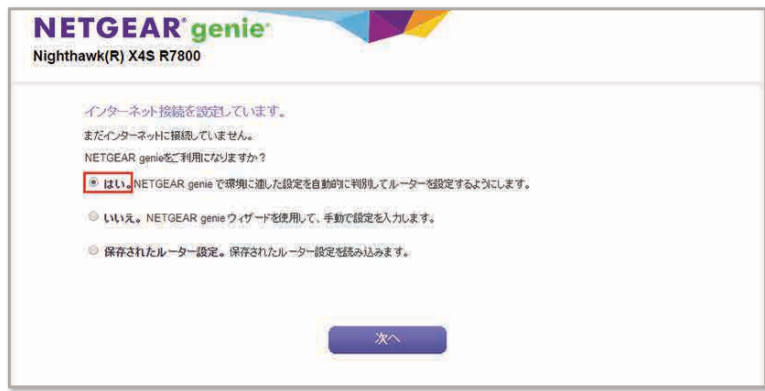 NETGEAR® genie®
Nighthawk(R) X4S R7800
インターネット接続を設定しています。
まだインターネットに接続していません。
NETGEAR genieをご利用になりますか？
はい。NETGEAR genie で環境に適した設定を自動的に判別してルーターを設定するようにします。
いいえ。NETGEAR genie ウィザードを使用して、手動で設定を入力します。
保存されたルーター設定。保存されたルーター設定を読み込みます。
次へ